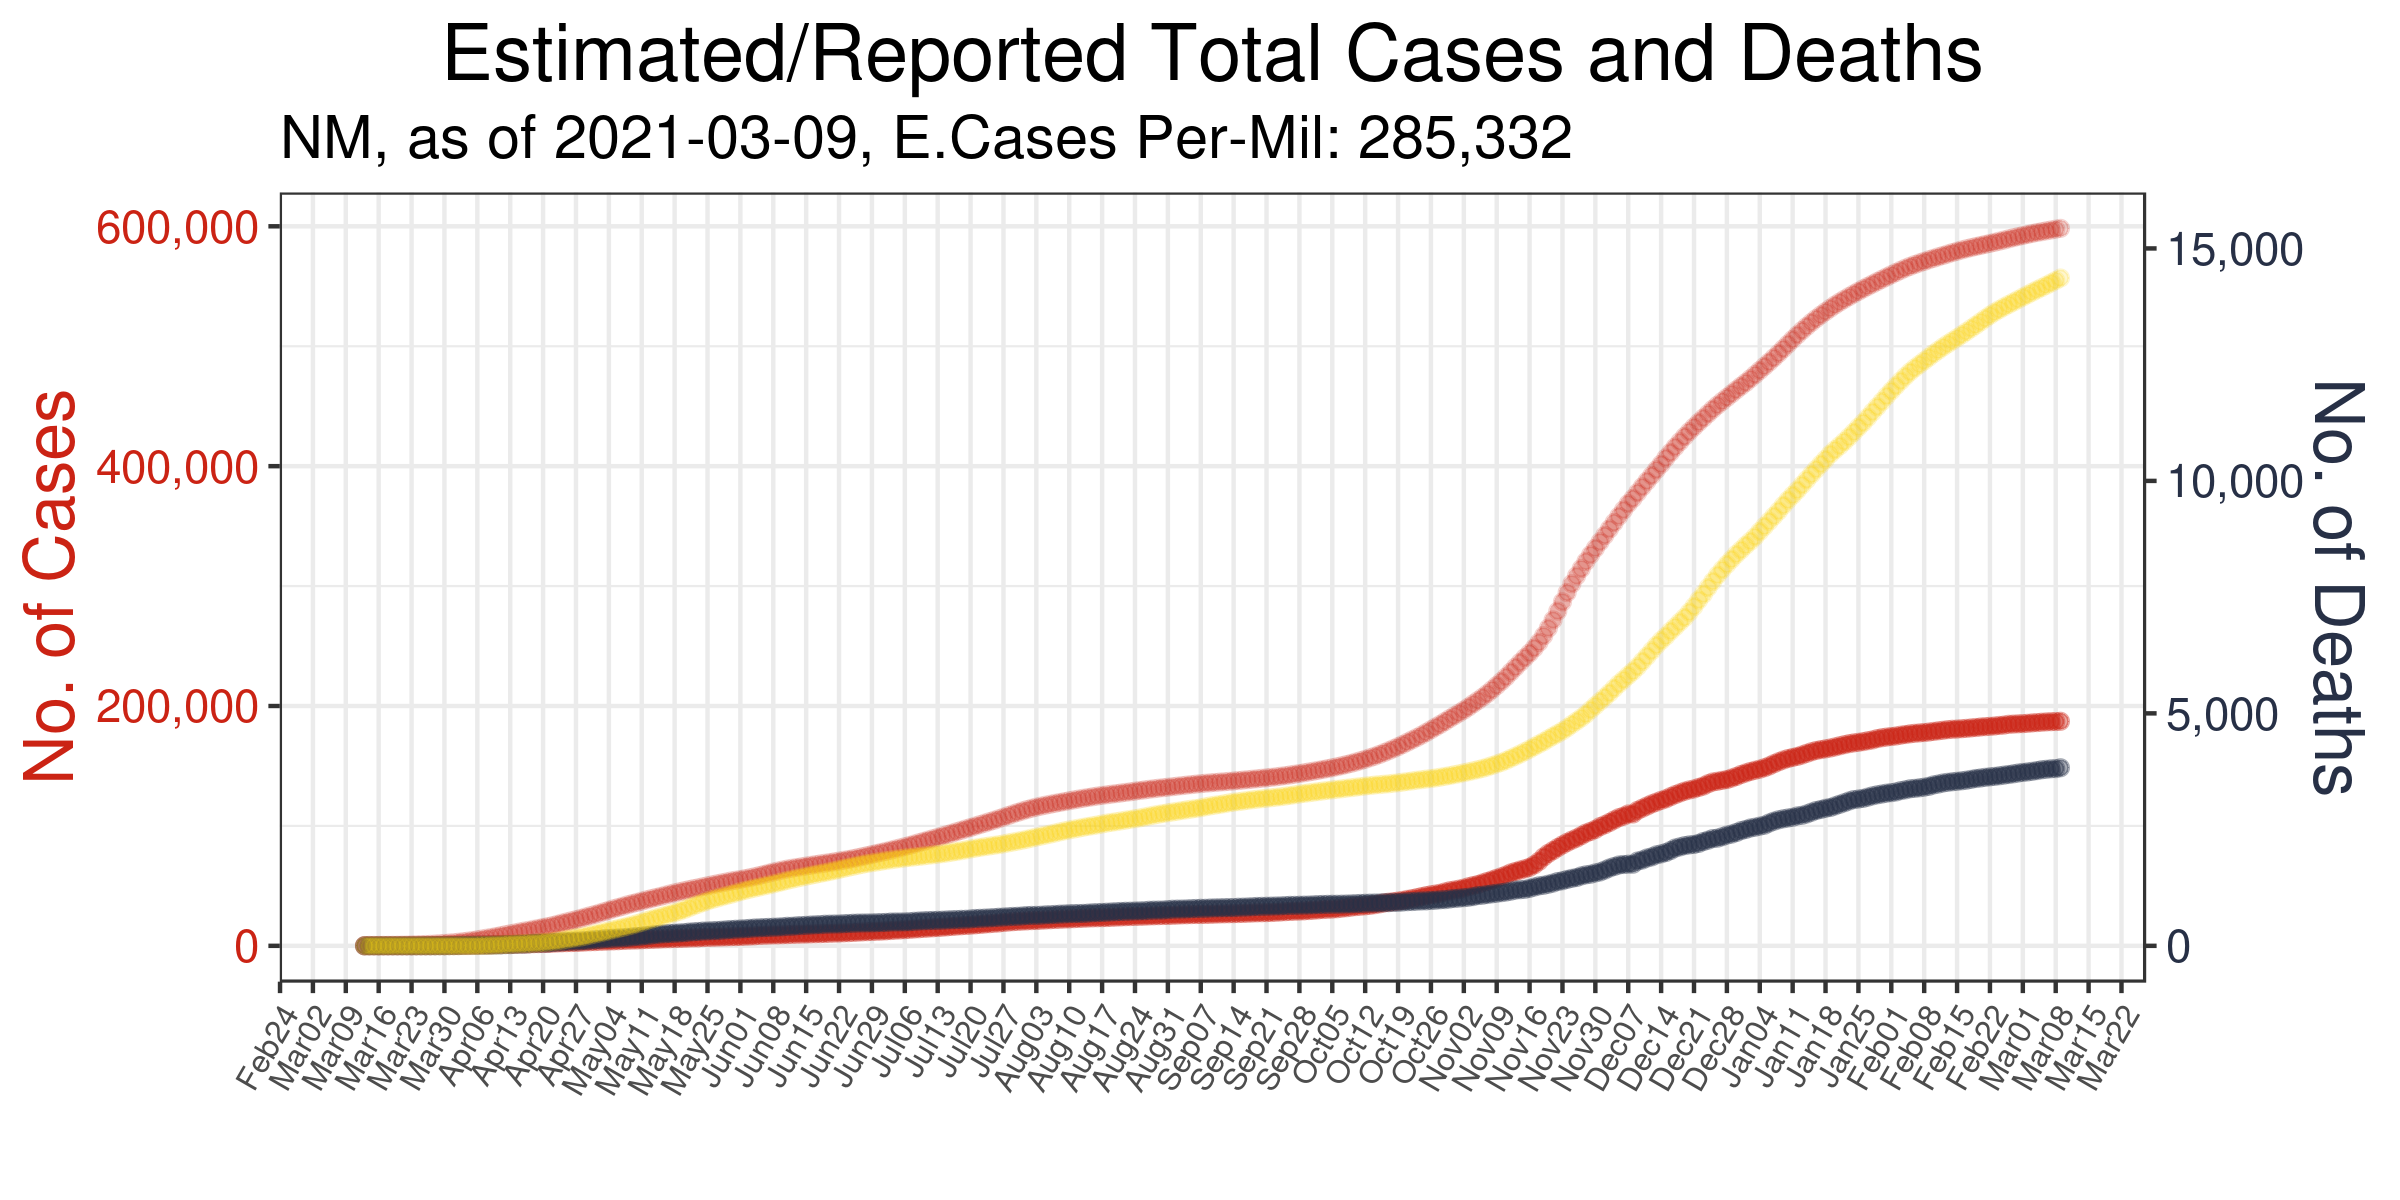 Estimated/Reported Total Cases and Deaths
NM, as of 2021-03-09, E.Cases Per-Mil: 285,332
No. of Cases
600,000
400,000
200,000
0
15,000
10,000
5,000
0
No. of Deaths
Feb24
Mar02
Mar09
Mar16
Mar23
Mar30
Apr06
Apr13
Apr20
Apr27
May04
May11
May18
May25
Jun01
Jun08
Jun15
Jun22
Jun29
Jul06
Jul13
Jul20
Jul27
Aug03
Aug10
Aug17
Aug24
Aug31
Sep07
Sep14
Sep21
Sep28
Oct05
Oct12
Oct19
Oct26
Nov02
Nov09
Nov16
Nov23
Nov30
Dec07
Dec14
Dec21
Dec28
Jan04
Jan11
Jan18
Jan25
Feb01
Feb08
Feb15
Feb22
Mar01
Mar08
Mar15
Mar22